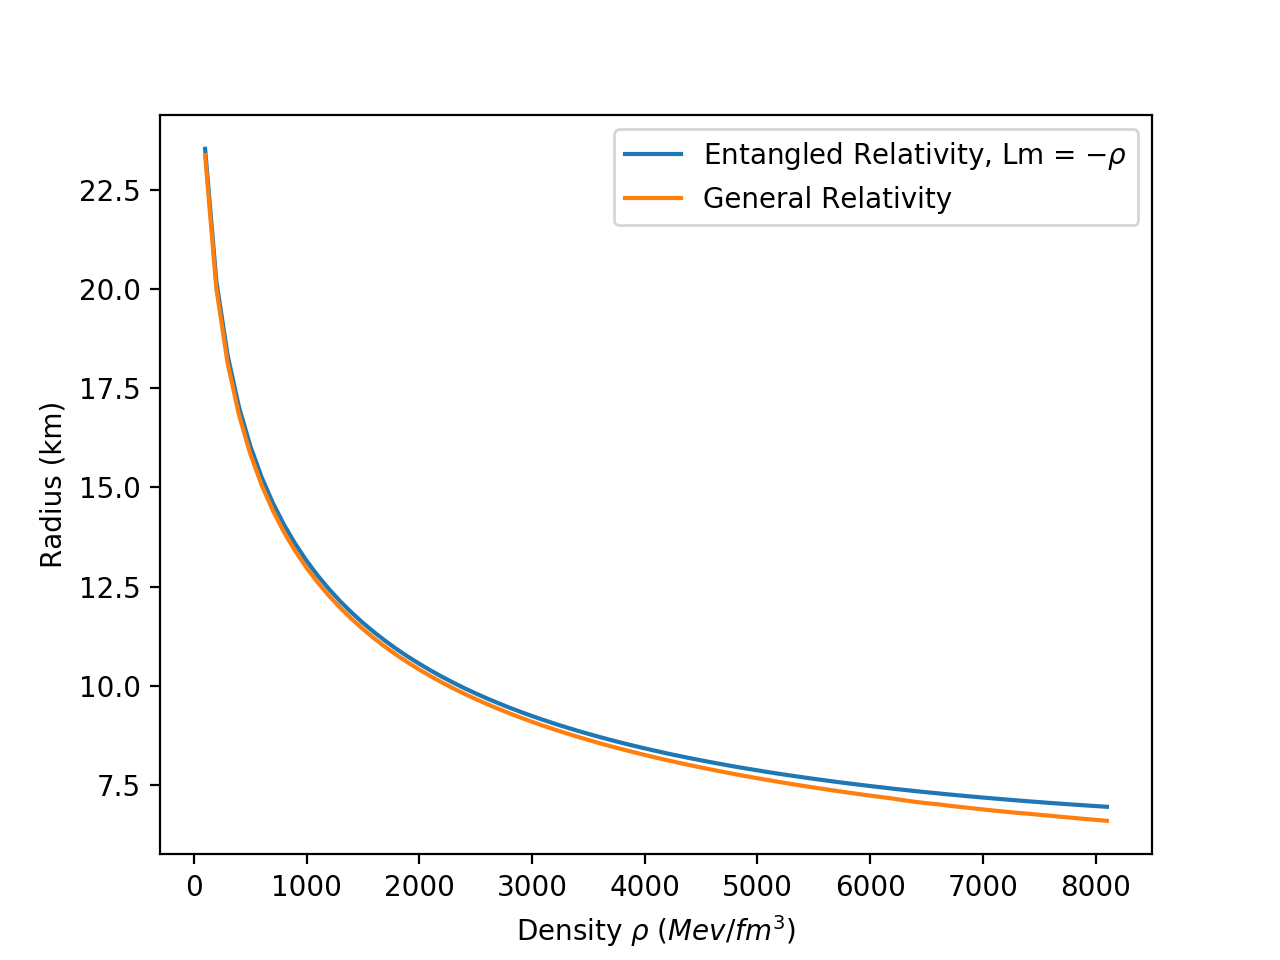 Entangled Relativity, Lm = −ρ
General Relativity
22.5
20.0
17.5
15.0
12.5
10.0
7.5
Radius (km)
0 1000 2000 3000 4000 5000 6000 7000 8000
Density ρ (Mev/fm³)